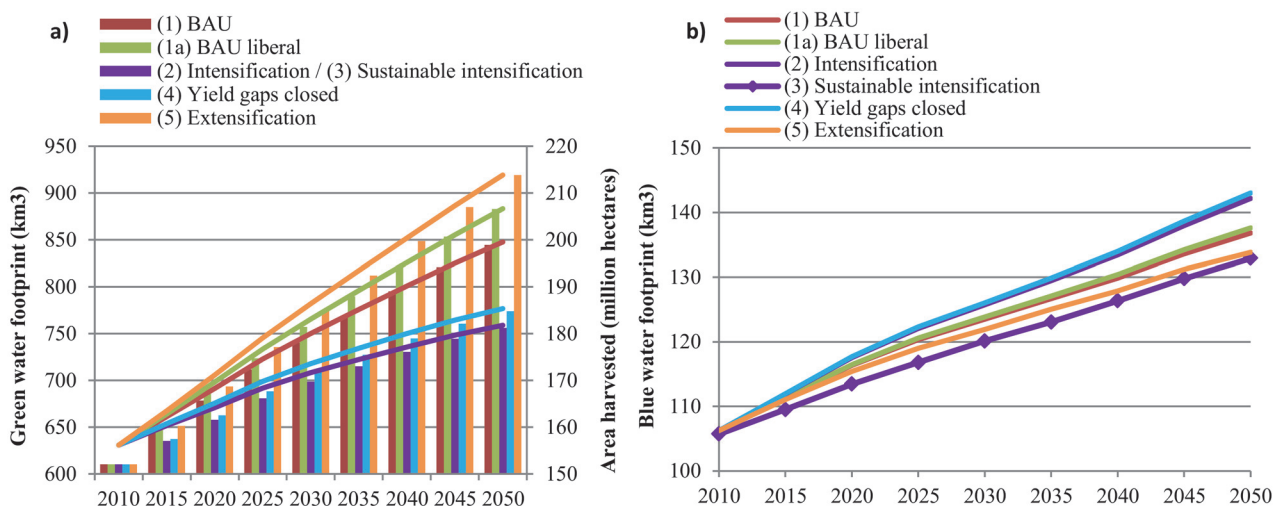 a)
(1) BAU
(1a) BAU liberal
(2) Intensification / (3) Sustainable intensification
(4) Yield gaps closed
(5) Extensification
Green water footprint (km3)
950
900
850
800
750
700
650
600
Area harvested (million hectares)
220
210
200
190
180
170
160
150
2010 2015 2020 2025 2030 2035 2040 2045 2050
b)
(1) BAU
(1a) BAU liberal
(2) Intensification
(3) Sustainable intensification
(4) Yield gaps closed
(5) Extensification
Blue water footprint (km3)
150
140
130
120
110
100
2010 2015 2020 2025 2030 2035 2040 2045 2050